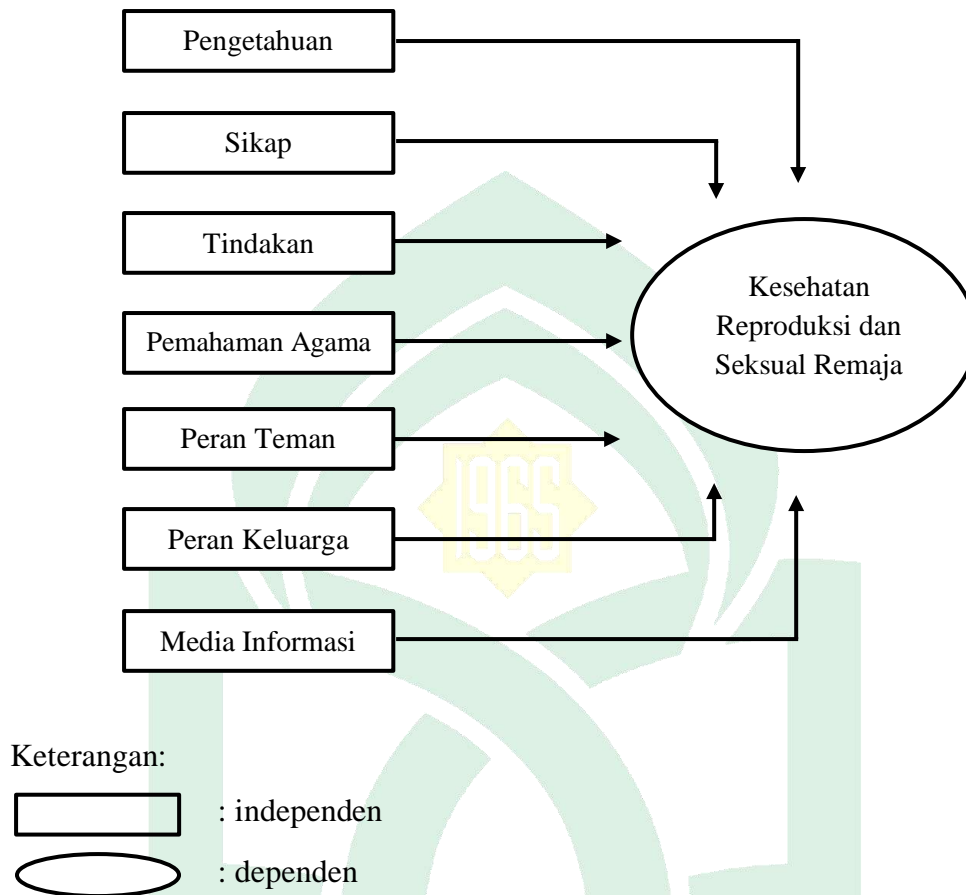 Pengetahuan
Sikap
Tindakan
Pemahaman Agama
Peran Teman
Peran Keluarga
Media Informasi
Kesehatan
Reproduksi dan
Seksual Remaja
1965
Keterangan:
: independen
: dependen